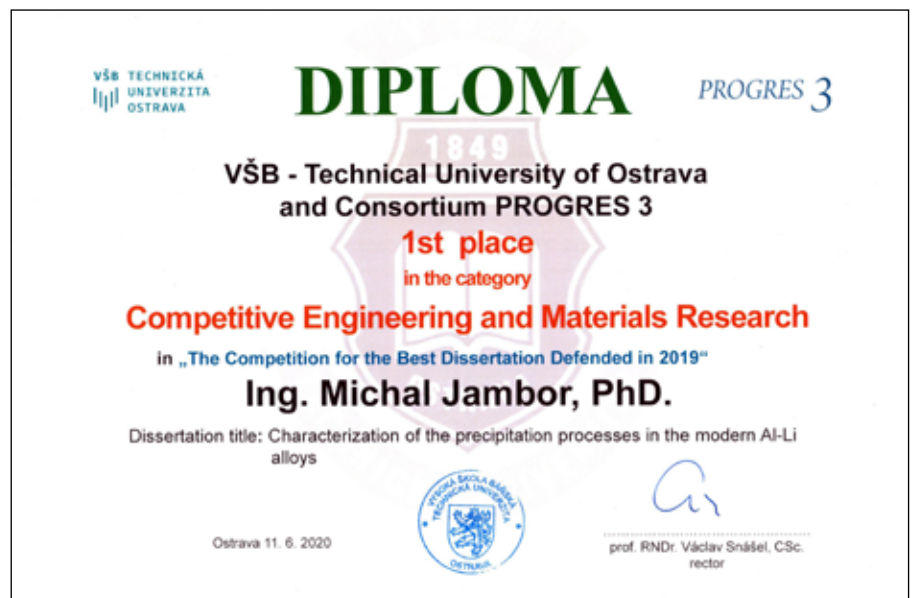 VŠB TECHNICKÁ
UNIVERZITA
OSTRAVA
DIPLOMA
PROGRES 3
1849
VŠB - Technical University of Ostrava
and Consortium PROGRES 3
1st place
in the category
Competitive Engineering and Materials Research
in „The Competition for the Best Dissertation Defended in 2019“
Ing. Michal Jambor, PhD.
Dissertation title: Characterization of the precipitation processes in the modern Al-Li
alloys
VYSOKÁ ŠKOLA BÁŇSKÁ
TECHNICKÁ UNIVERZITA
OSTRAVA
Ostrava 11. 6. 2020
prof. RNDr. Václav Snášel, CSc.
rector